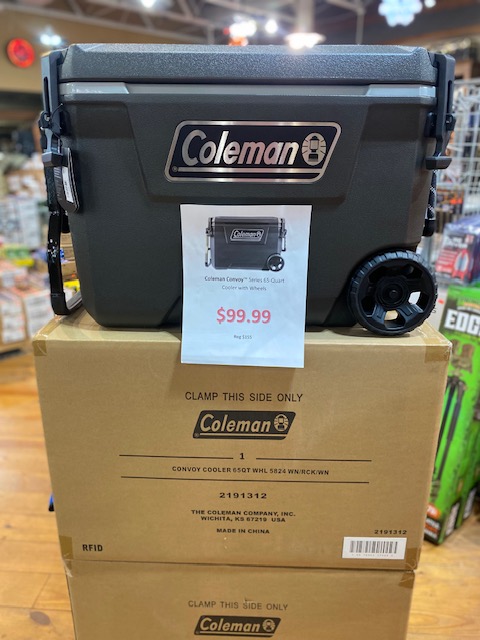 Coleman
Coleman
Coleman Convoy™ Series 65-Quart
Cooler with Wheels
$99.99
Reg
CLAMP THIS SIDE ONLY
Coleman
1
CONVOY COOLER 65QT WHL 5824 WN/RCK/WN
2191312
THE COLEMAN COMPANY, INC.
WICHITA, KS 67219 USA
MADE IN CHINA
2191312
RFID
EDG
CLAMP THIS SIDE ONLY
Coleman